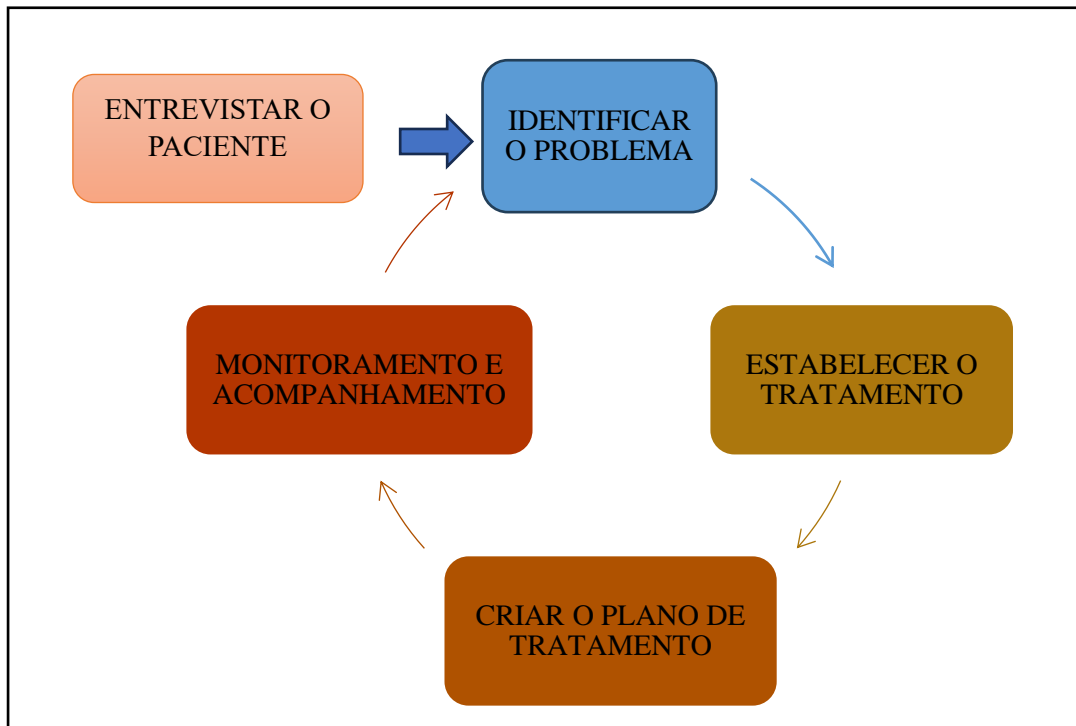 ENTREVISTAR O
PACIENTE
IDENTIFICAR
O PROBLEMA
ESTABELECER O
TRATAMENTO
CRIAR O PLANO DE
TRATAMENTO
MONITORAMENTO E
ACOMPANHAMENTO